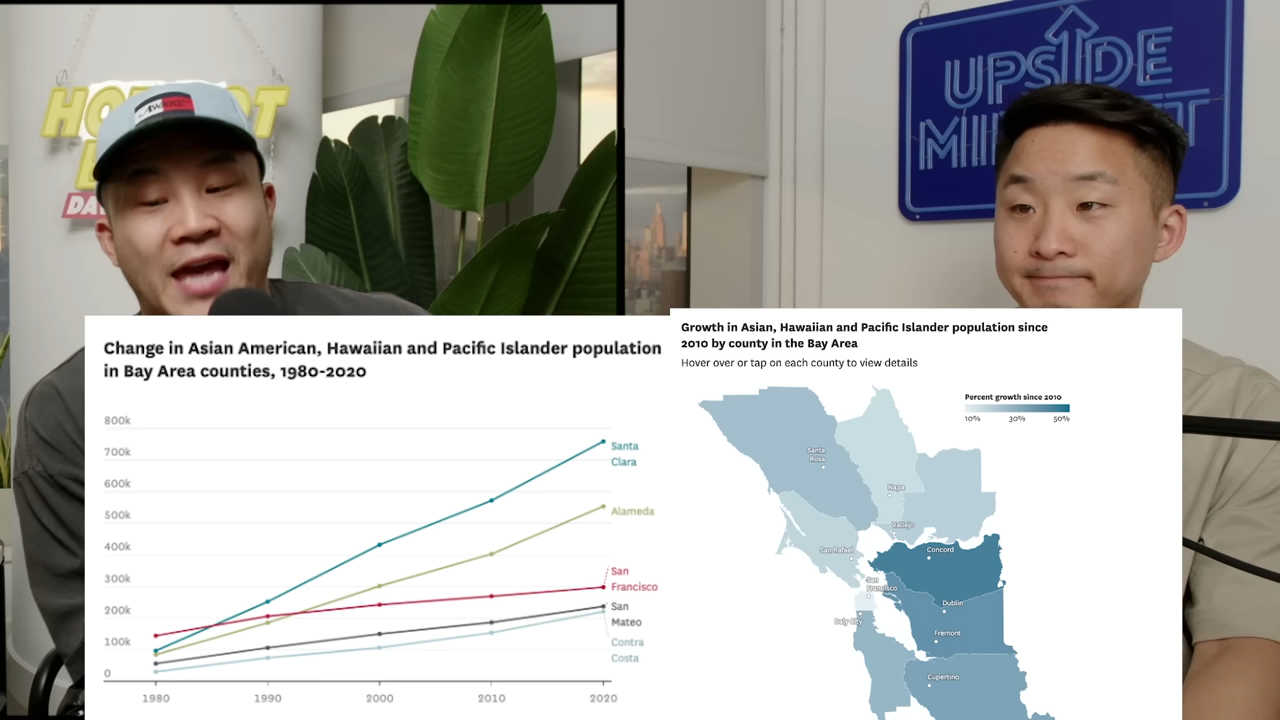 HO
DA
AWAKE
UPSIDE
Change in Asian American, Hawaiian and Pacific Islander population
in Bay Area counties, 1980-2020
800k
700k
600k
500k
400k
300k
200k
100k
0
1980
1990
2000
2010
2020
Santa
Clara
Alameda
San
Francisco
San
Mateo
Contra
Costa
Growth in Asian, Hawaiian and Pacific Islander population since
2010 by county in the Bay Area
Hover over or tap on each county to view details
Percent growth since 2010
10%
30%
50%
Santa
Rosa
Napa
Vallejo
San Rafael
Concord
San
Francisco
Dublin
Daly City
Fremont
Cupertino